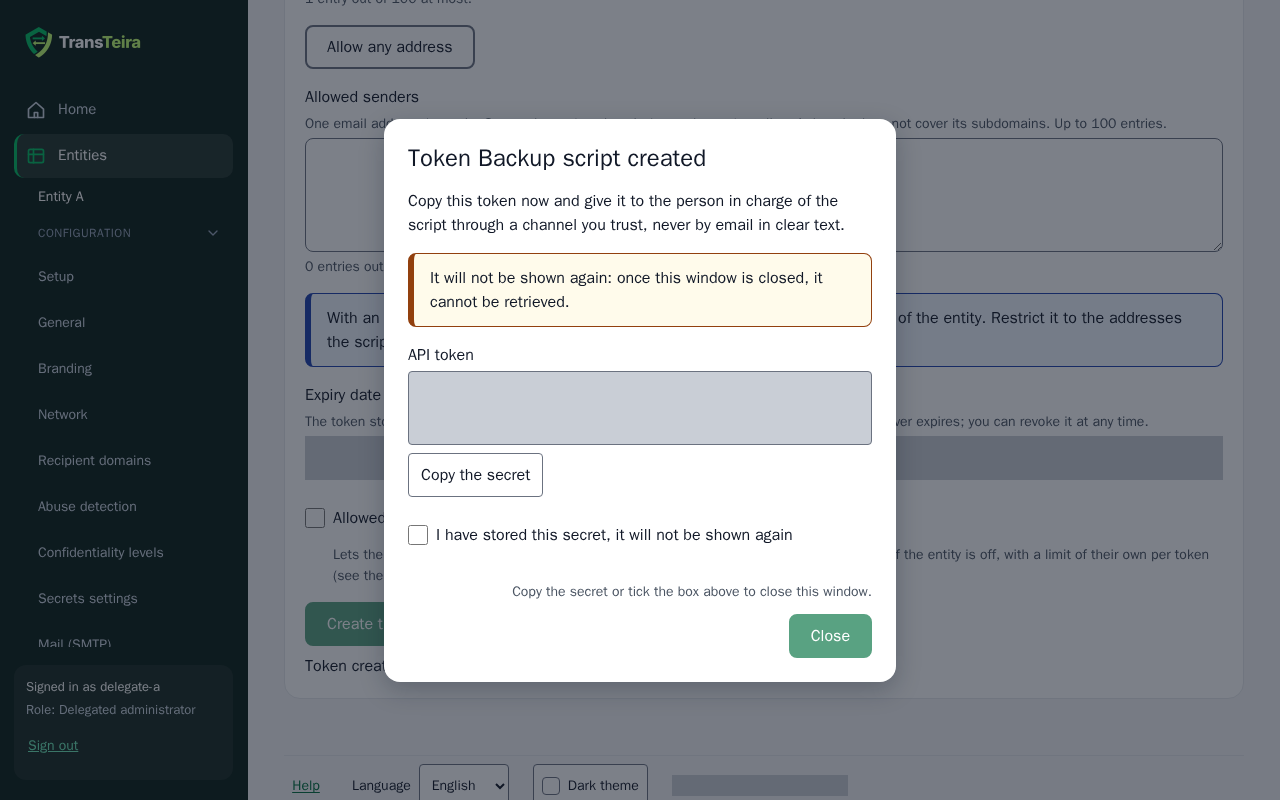 TransTeira
Home
Entities
Entity A
CONFIGURATION
Setup
General
Branding
Network
Recipient domains
Abuse detection
Confidentiality levels
Secrets settings
Mail (SMTP)
Signed in as delegate-a
Role: Delegated administrator
Sign out
1 entry out of 100 at most.
Allow any address
Allowed senders
One email add
not cover its subdomains. Up to 100 entries.
0 entries out
With an
of the entity. Restrict it to the addresses
the scrip
Expiry date
The token sto
ver expires; you can revoke it at any time.
Allowed
Lets the
f the entity is off, with a limit of their own per token
(see the
Create t
Token creat
Token Backup script created
Copy this token now and give it to the person in charge of the
script through a channel you trust, never by email in clear text.
It will not be shown again: once this window is closed, it
cannot be retrieved.
API token
Copy the secret
I have stored this secret, it will not be shown again
Copy the secret or tick the box above to close this window.
Close
Help
Language
English
Dark theme